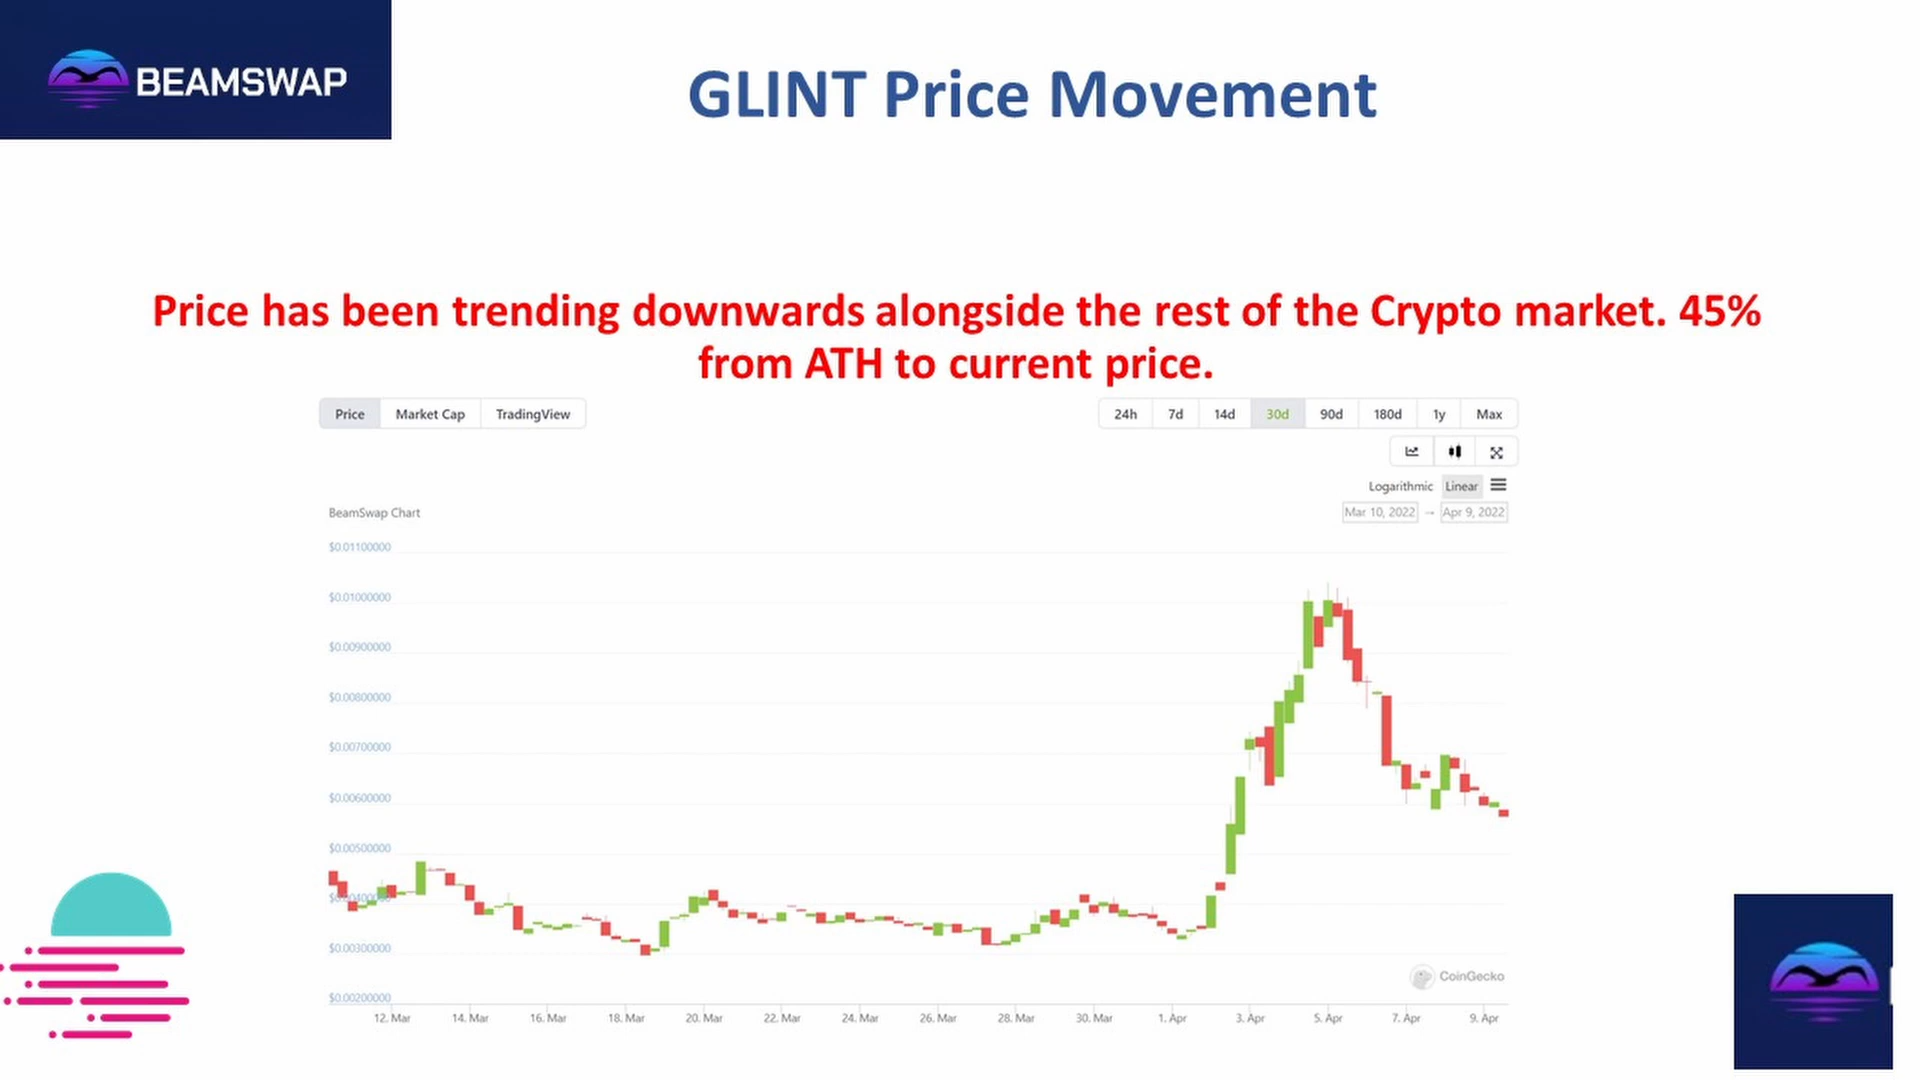 BEAMSWAP
GLINT Price Movement
Price has been trending downwards alongside the rest of the Crypto market. 45%
from ATH to current price.
Price Market Cap TradingView
24h 7d 14d 30d 90d 180d 1y Max
Logarithmic Linear
Mar 10, 2022 → Apr 9, 2022
BeamSwap Chart
$0.01100000
$0.01000000
$0.00900000
$0.00800000
$0.00700000
$0.00600000
$0.00500000
$0.00400000
$0.00300000
CoinGecko
$0.00200000
12. Mar 14. Mar 16. Mar 18. Mar 20. Mar 22. Mar 24. Mar 26. Mar 28. Mar 30. Mar 1. Apr 3. Apr 5. Apr 7. Apr 9. Apr